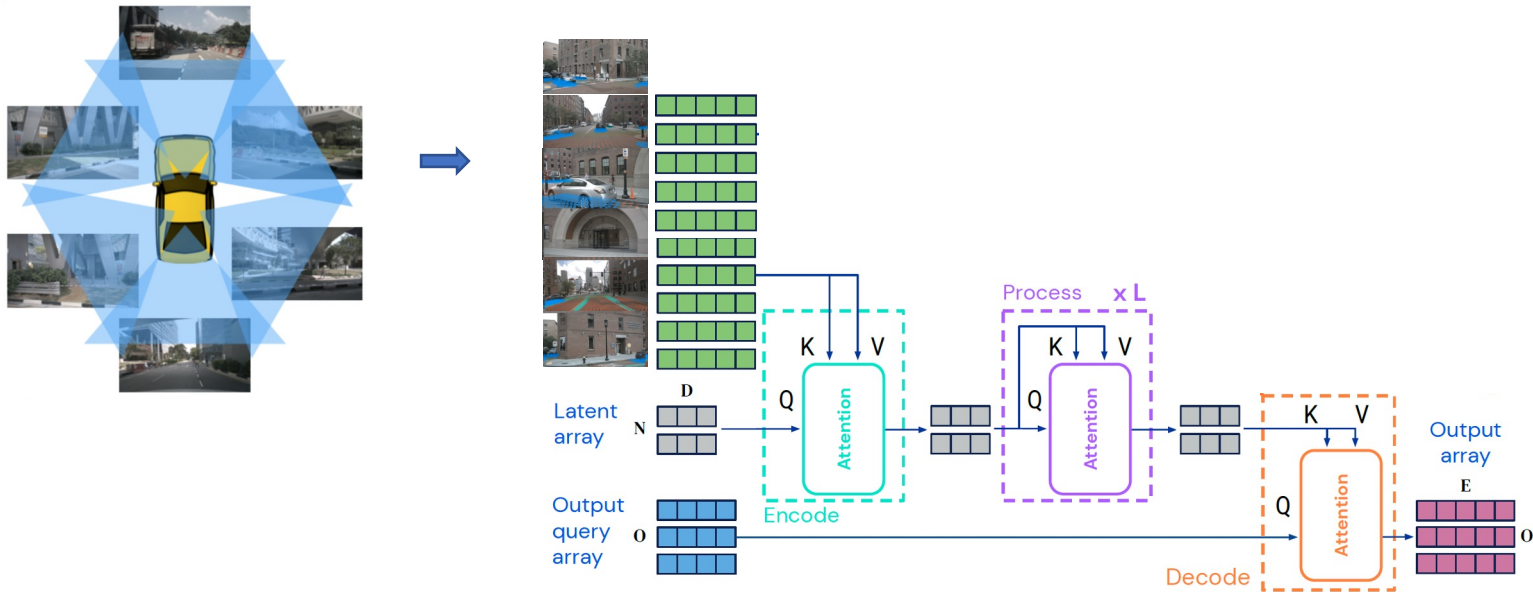 Process x L
K V
K V
D
Latent
array
N
Q
Attention
Q
Attention
K V
Output
array
E
Output
query
array
O
Encode
Q
Attention
O
Decode